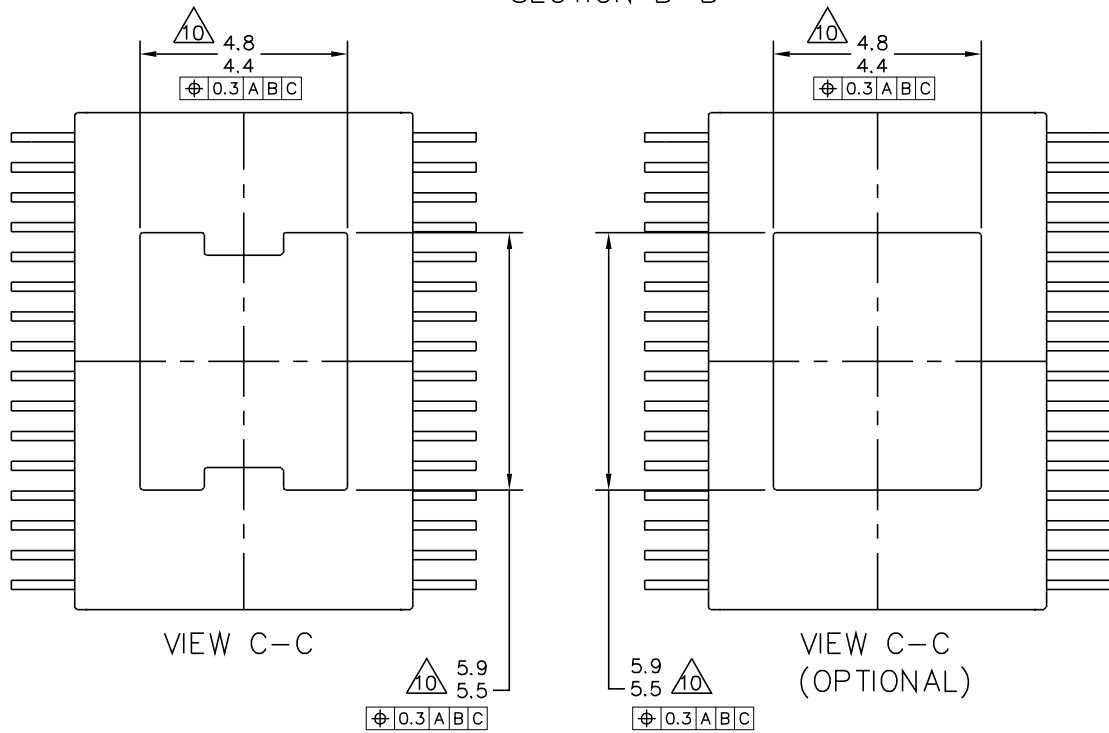 10 4.8 10 4.8
4.4 4.4
⌖ 0.3 A B C ⌖ 0.3 A B C
VIEW C-C VIEW C-C
(OPTIONAL)
10 5.9 5.9 10
5.5 5.5
⌖ 0.3 A B C ⌖ 0.3 A B C